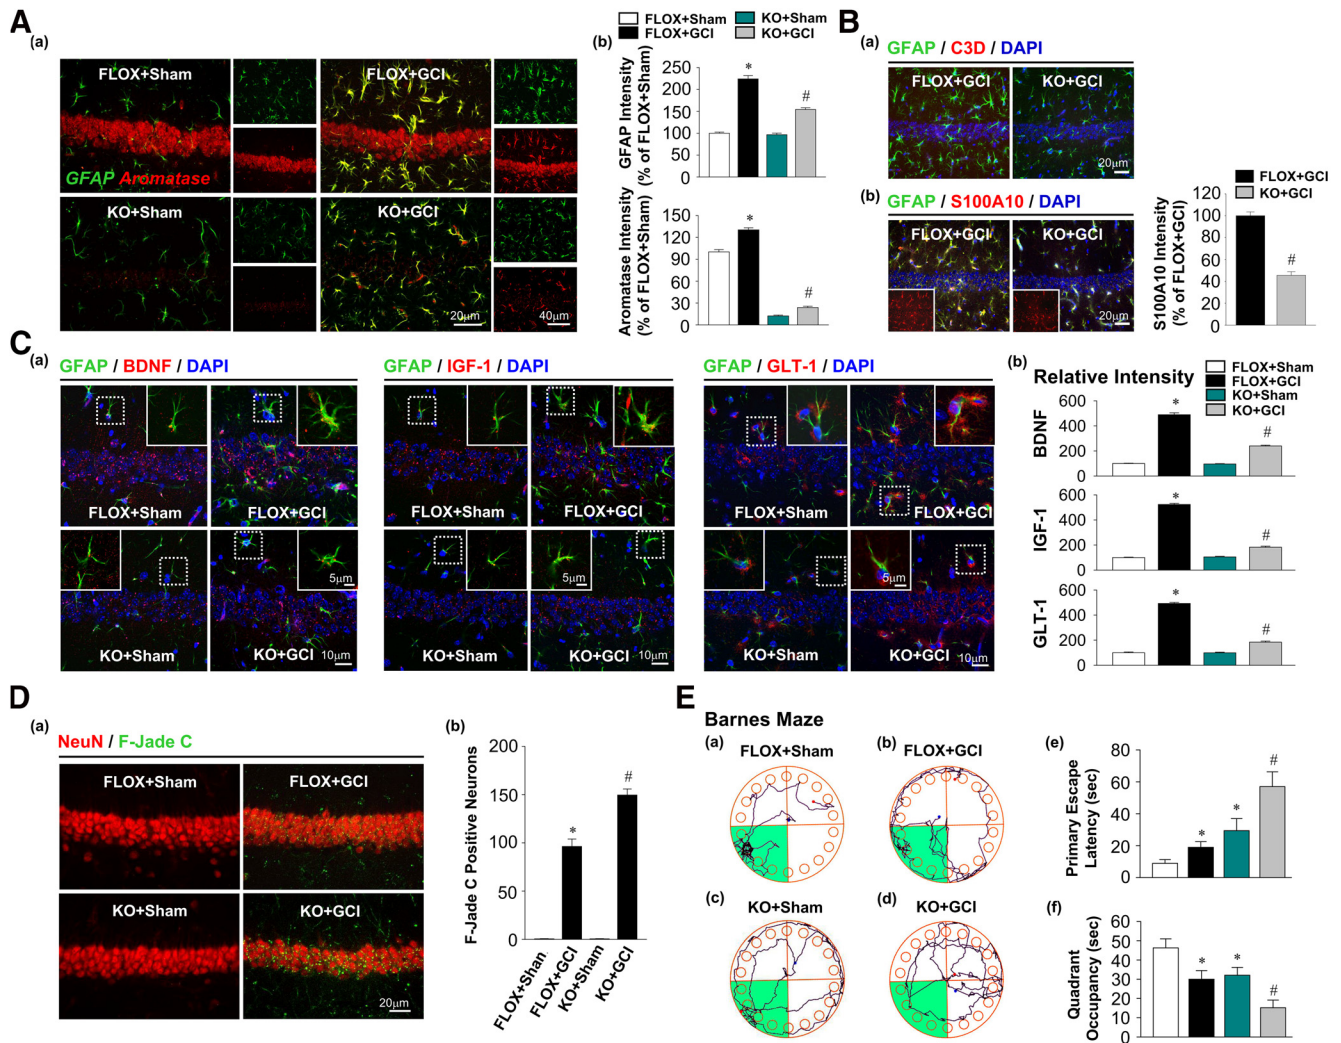 A
(a)
FLOX+Sham
FLOX+GCI
GFAP Aromatase
KO+Sham
KO+GCI
20µm
40µm
(b)
FLOX+Sham
KO+Sham
FLOX+GCI
KO+GCI
GFAP Intensity
(% of FLOX+Sham)
250
200
150
100
50
0
*
#
Aromatase Intensity
(% of FLOX+Sham)
150
120
90
60
30
0
*
#
B
(a)
GFAP / C3D / DAPI
FLOX+GCI
KO+GCI
20µm
(b)
GFAP / S100A10 / DAPI
FLOX+GCI
KO+GCI
20µm
FLOX+GCI
KO+GCI
S100A10 Intensity
(% of FLOX+GCI)
120
100
80
60
40
20
0
#
C
(a)
GFAP / BDNF / DAPI
FLOX+Sham
FLOX+GCI
KO+Sham
KO+GCI
5µm
10µm
GFAP / IGF-1 / DAPI
FLOX+Sham
FLOX+GCI
KO+Sham
KO+GCI
5µm
10µm
GFAP / GLT-1 / DAPI
FLOX+Sham
FLOX+GCI
KO+Sham
KO+GCI
5µm
10µm
(b)
Relative Intensity
FLOX+Sham
FLOX+GCI
KO+Sham
KO+GCI
BDNF
600
400
200
0
*
#
IGF-1
600
400
200
0
*
#
GLT-1
600
400
200
0
*
#
D
(a)
NeuN / F-Jade C
FLOX+Sham
FLOX+GCI
KO+Sham
KO+GCI
20µm
(b)
F-Jade C Positive Neurons
200
150
100
50
0
*
#
FLOX+Shan
FLOX+GCI
KO+Sham
KO+GCI
E
Barnes Maze
(a)
FLOX+Sham
(b)
FLOX+GCI
(c)
KO+Sham
(d)
KO+GCI
(e)
Primary Escape
Latency (sec)
80
60
40
20
0
*
*
#
(f)
Quadrant
Occupancy (sec)
60
50
40
30
20
10
0
*
*
#